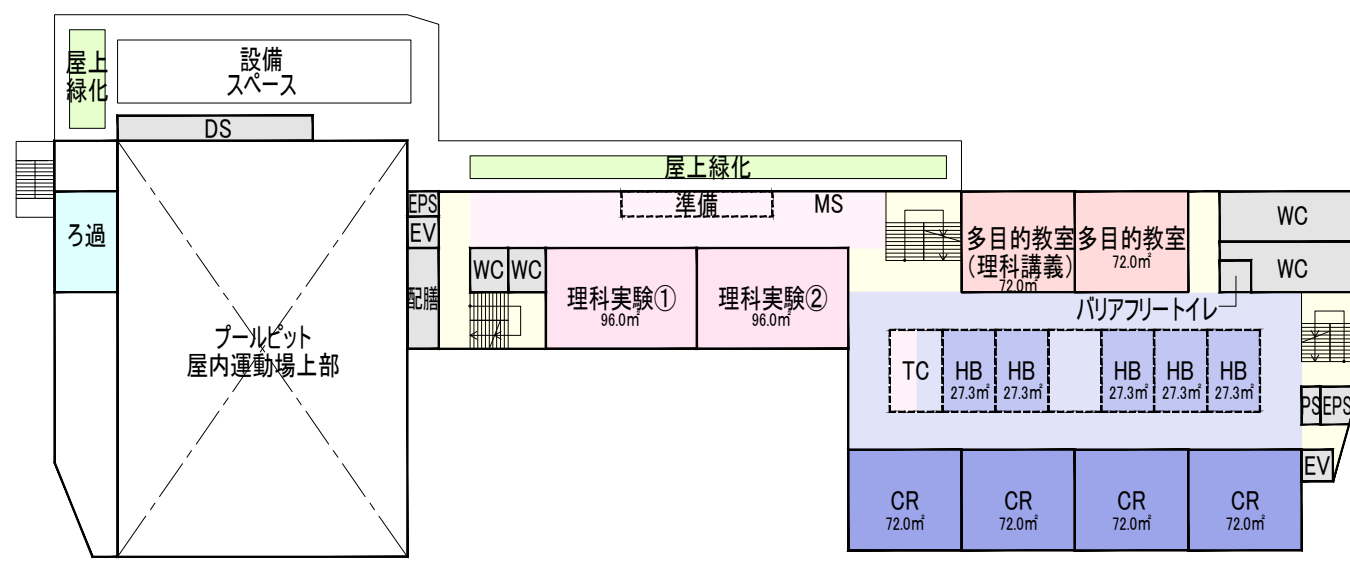 屋上
緑化
設備
スペース
DS
屋上緑化
準備
MS
EPS
EV
ろ過
配膳
WC
WC
理科実験①
96.0㎡
理科実験②
96.0㎡
多目的教室
(理科講義)
72.0㎡
多目的教室
72.0㎡
WC
WC
バリアフリートイレ
プールピット
屋内運動場上部
TC
HB
27.3㎡
HB
27.3㎡
HB
27.3㎡
HB
27.3㎡
HB
27.3㎡
PS
EPS
EV
CR
72.0㎡
CR
72.0㎡
CR
72.0㎡
CR
72.0㎡